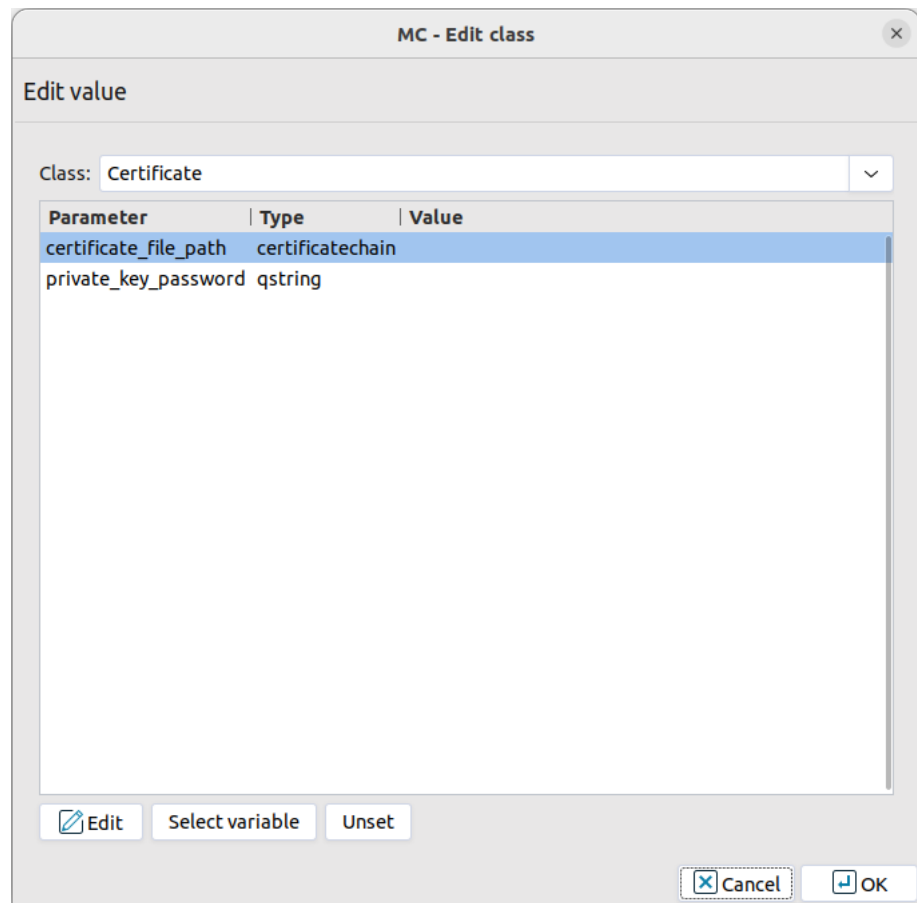 MC - Edit class
Edit value
Class: Certificate
Parameter Type Value
certificate_file_path certificatechain
private_key_password qstring
Edit Select variable Unset
Cancel OK